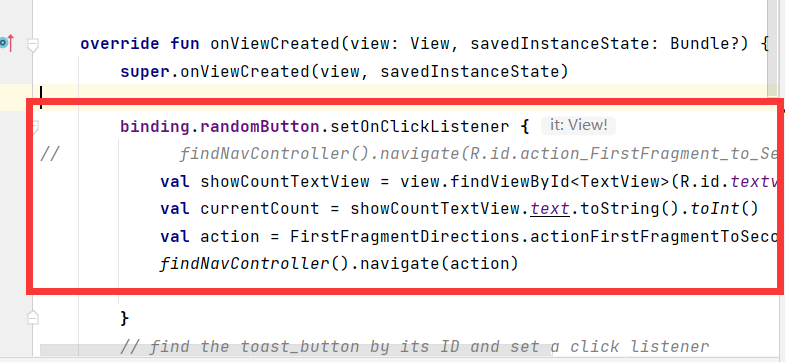 override fun onViewCreated(view: View, savedInstanceState: Bundle?) {
super.onViewCreated(view, savedInstanceState)
binding.randomButton.setOnClickListener { it: View!
// findNavController().navigate(R.id.action_FirstFragment_to_Se
val showCountTextView = view.findViewById<TextView>(R.id.textv
val currentCount = showCountTextView.text.toString().toInt()
val action = FirstFragmentDirections.actionFirstFragmentToSeco
findNavController().navigate(action)
}
// find the toast_button by its ID and set a click listener